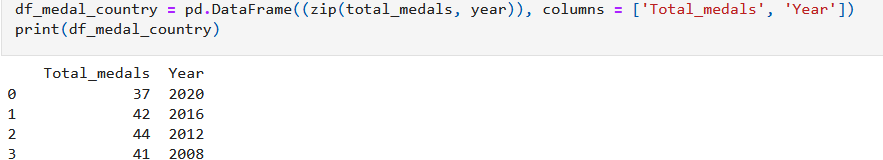 df_medal_country = pd.DataFrame((zip(total_medals, year)), columns = ['Total_medals', 'Year'])
print(df_medal_country)
Total_medals Year
0 37 2020
1 42 2016
2 44 2012
3 41 2008